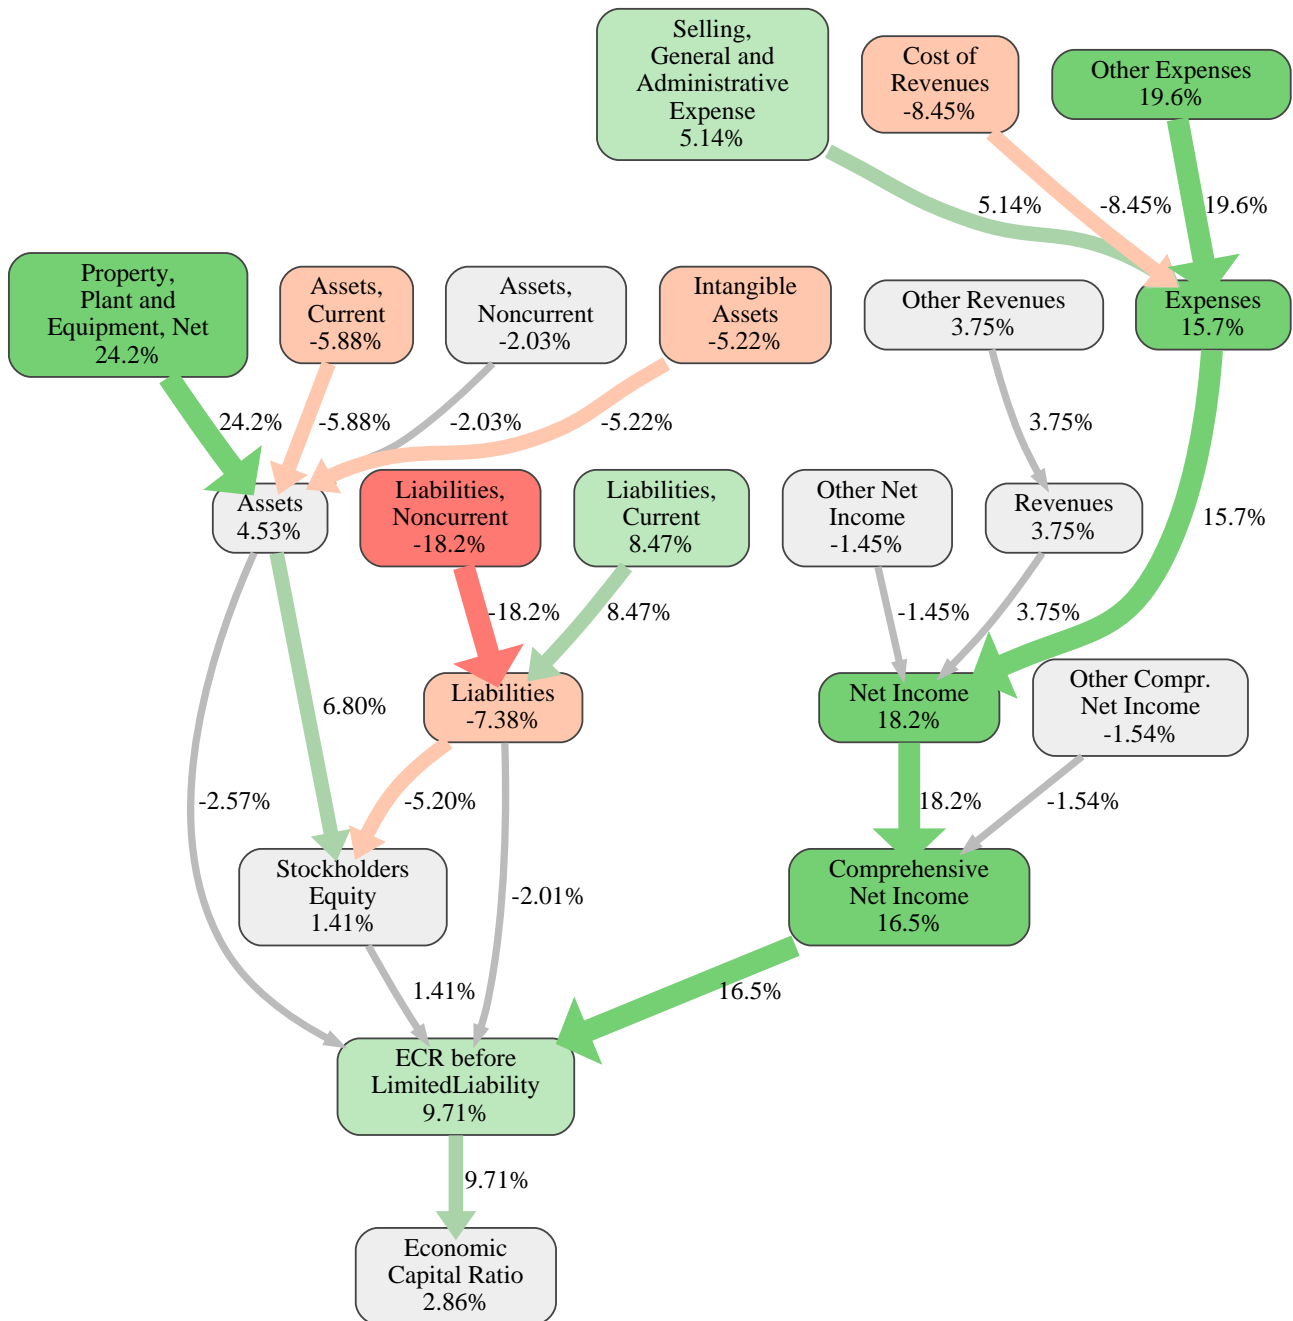 Selling,
General and
Administrative
Expense
5.14%
Cost of
Revenues
-8.45%
Other Expenses
19.6%
5.14%
-8.45%
19.6%
Property,
Plant and
Equipment, Net
24.2%
Assets,
Current
-5.88%
Assets,
Noncurrent
-2.03%
Intangible
Assets
-5.22%
Other Revenues
3.75%
Expenses
15.7%
24.2%
-5.88%
-2.03%
-5.22%
3.75%
15.7%
Assets
4.53%
Liabilities,
Noncurrent
-18.2%
Liabilities,
Current
8.47%
Other Net
Income
-1.45%
Revenues
3.75%
-18.2%
8.47%
-1.45%
3.75%
6.80%
Liabilities
-7.38%
Net Income
18.2%
Other Compr.
Net Income
-1.54%
-2.57%
-5.20%
18.2%
-1.54%
Stockholders
Equity
1.41%
-2.01%
Comprehensive
Net Income
16.5%
1.41%
16.5%
ECR before
LimitedLiability
9.71%
9.71%
Economic
Capital Ratio
2.86%